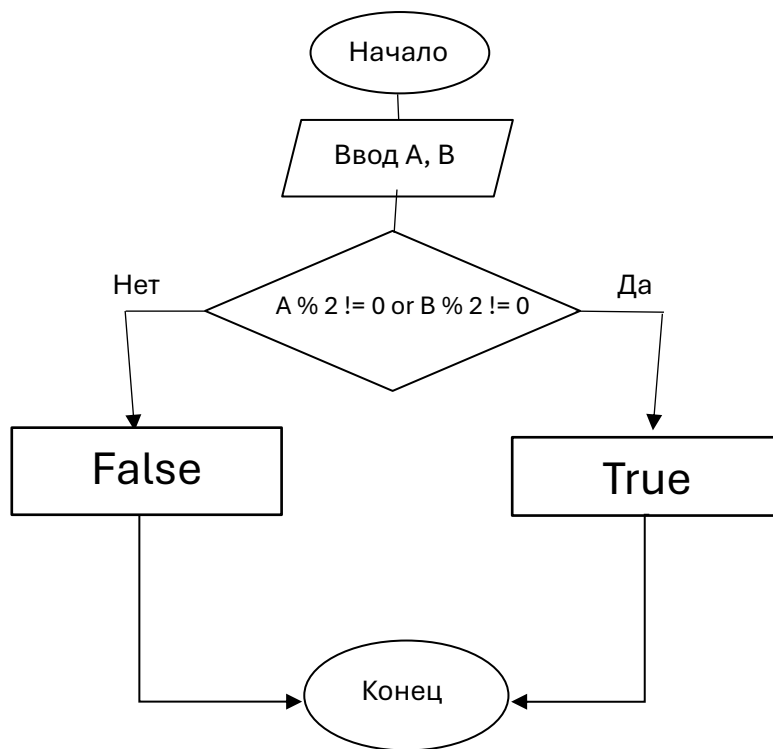 Начало
Ввод A, B
Нет
A % 2 != 0 or B % 2 != 0
Да
False
True
Конец